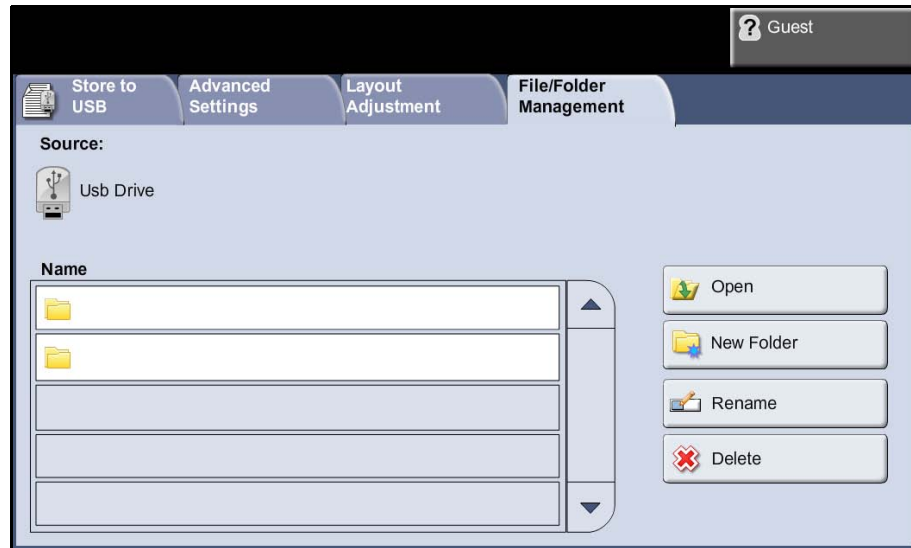 ? Guest
Store to
USB
Advanced
Settings
Layout
Adjustment
File/Folder
Management
Source:
Usb Drive
Name
Open
New Folder
Rename
Delete